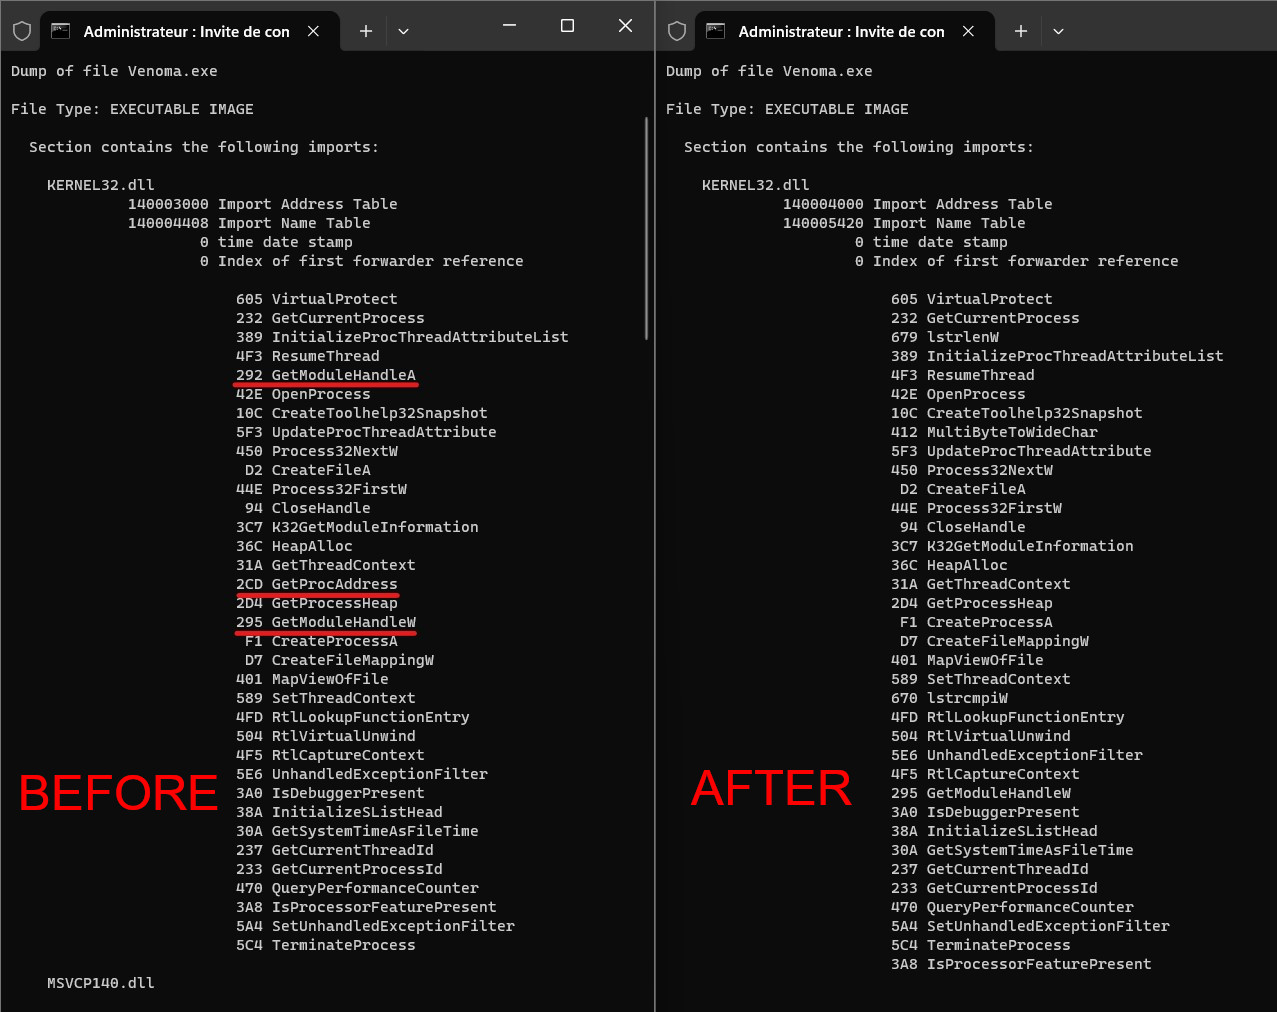 Administrateur : Invite de con
Dump of file Venoma.exe
File Type: EXECUTABLE IMAGE
Section contains the following imports:
KERNEL32.dll
140003000 Import Address Table
140004408 Import Name Table
0 time date stamp
0 Index of first forwarder reference
605 VirtualProtect
232 GetCurrentProcess
389 InitializeProcThreadAttributeList
4F3 ResumeThread
292 GetModuleHandleA
42E OpenProcess
10C CreateToolhelp32Snapshot
5F3 UpdateProcThreadAttribute
450 Process32NextW
D2 CreateFileA
44E Process32FirstW
94 CloseHandle
3C7 K32GetModuleInformation
36C HeapAlloc
31A GetThreadContext
2CD GetProcAddress
2D4 GetProcessHeap
295 GetModuleHandleW
F1 CreateProcessA
D7 CreateFileMappingW
401 MapViewOfFile
589 SetThreadContext
4FD RtlLookupFunctionEntry
504 RtlVirtualUnwind
4F5 RtlCaptureContext
5E6 UnhandledExceptionFilter
3A0 IsDebuggerPresent
38A InitializeSListHead
30A GetSystemTimeAsFileTime
237 GetCurrentThreadId
233 GetCurrentProcessId
470 QueryPerformanceCounter
3A8 IsProcessorFeaturePresent
5A4 SetUnhandledExceptionFilter
5C4 TerminateProcess
MSVCP140.dll
BEFORE
Administrateur : Invite de con
Dump of file Venoma.exe
File Type: EXECUTABLE IMAGE
Section contains the following imports:
KERNEL32.dll
140004000 Import Address Table
140005420 Import Name Table
0 time date stamp
0 Index of first forwarder reference
605 VirtualProtect
232 GetCurrentProcess
679 lstrlenW
389 InitializeProcThreadAttributeList
4F3 ResumeThread
42E OpenProcess
10C CreateToolhelp32Snapshot
412 MultiByteToWideChar
5F3 UpdateProcThreadAttribute
450 Process32NextW
D2 CreateFileA
44E Process32FirstW
94 CloseHandle
3C7 K32GetModuleInformation
36C HeapAlloc
31A GetThreadContext
2D4 GetProcessHeap
F1 CreateProcessA
D7 CreateFileMappingW
401 MapViewOfFile
589 SetThreadContext
670 lstrcmpiW
4FD RtlLookupFunctionEntry
504 RtlVirtualUnwind
5E6 UnhandledExceptionFilter
4F5 RtlCaptureContext
295 GetModuleHandleW
3A0 IsDebuggerPresent
38A InitializeSListHead
30A GetSystemTimeAsFileTime
237 GetCurrentThreadId
233 GetCurrentProcessId
470 QueryPerformanceCounter
5A4 SetUnhandledExceptionFilter
5C4 TerminateProcess
3A8 IsProcessorFeaturePresent
AFTER